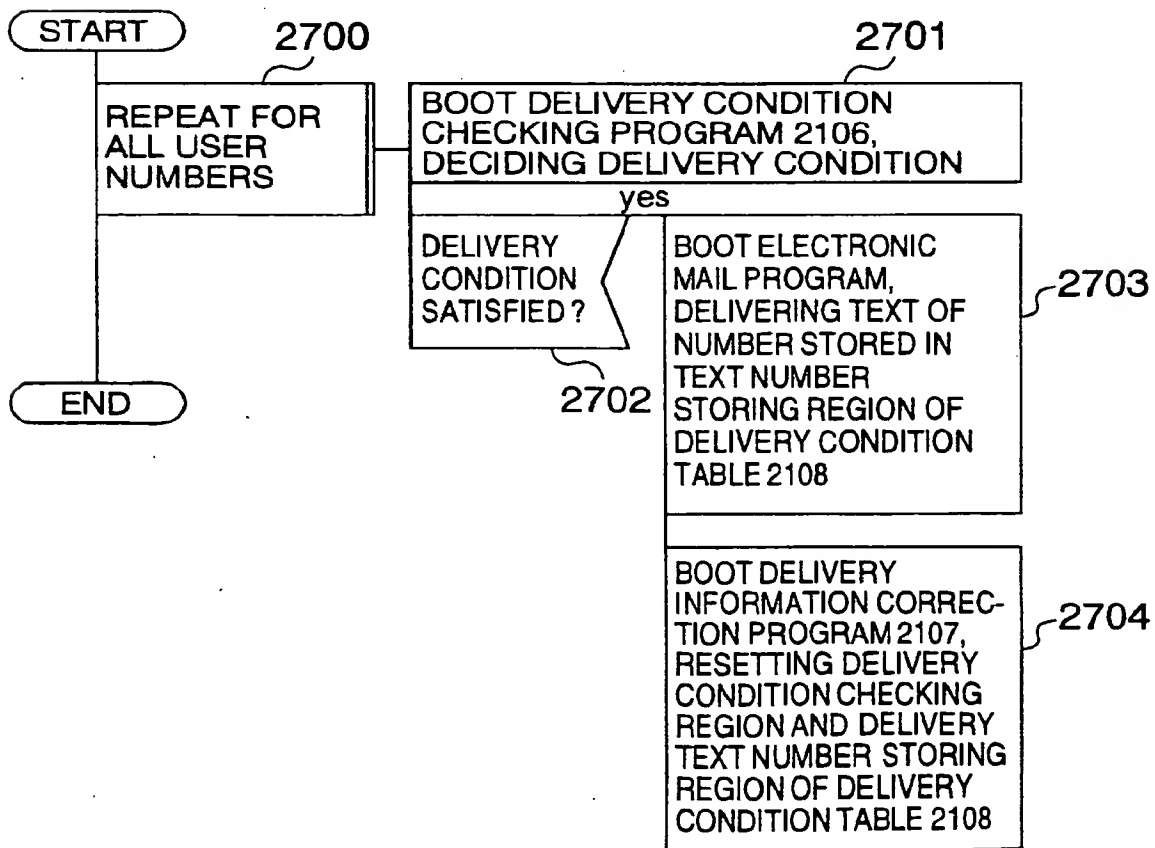 START
2700
2701
REPEAT FOR
ALL USER
NUMBERS
BOOT DELIVERY CONDITION
CHECKING PROGRAM 2106,
DECIDING DELIVERY CONDITION
yes
DELIVERY
CONDITION
SATISFIED?
2702
BOOT ELECTRONIC
MAIL PROGRAM,
DELIVERING TEXT OF
NUMBER STORED IN
TEXT NUMBER
STORING REGION OF
DELIVERY CONDITION
TABLE 2108
2703
END
BOOT DELIVERY
INFORMATION CORREC-
TION PROGRAM 2107,
RESETTING DELIVERY
CONDITION CHECKING
REGION AND DELIVERY
TEXT NUMBER STORING
REGION OF DELIVERY
CONDITION TABLE 2108
2704